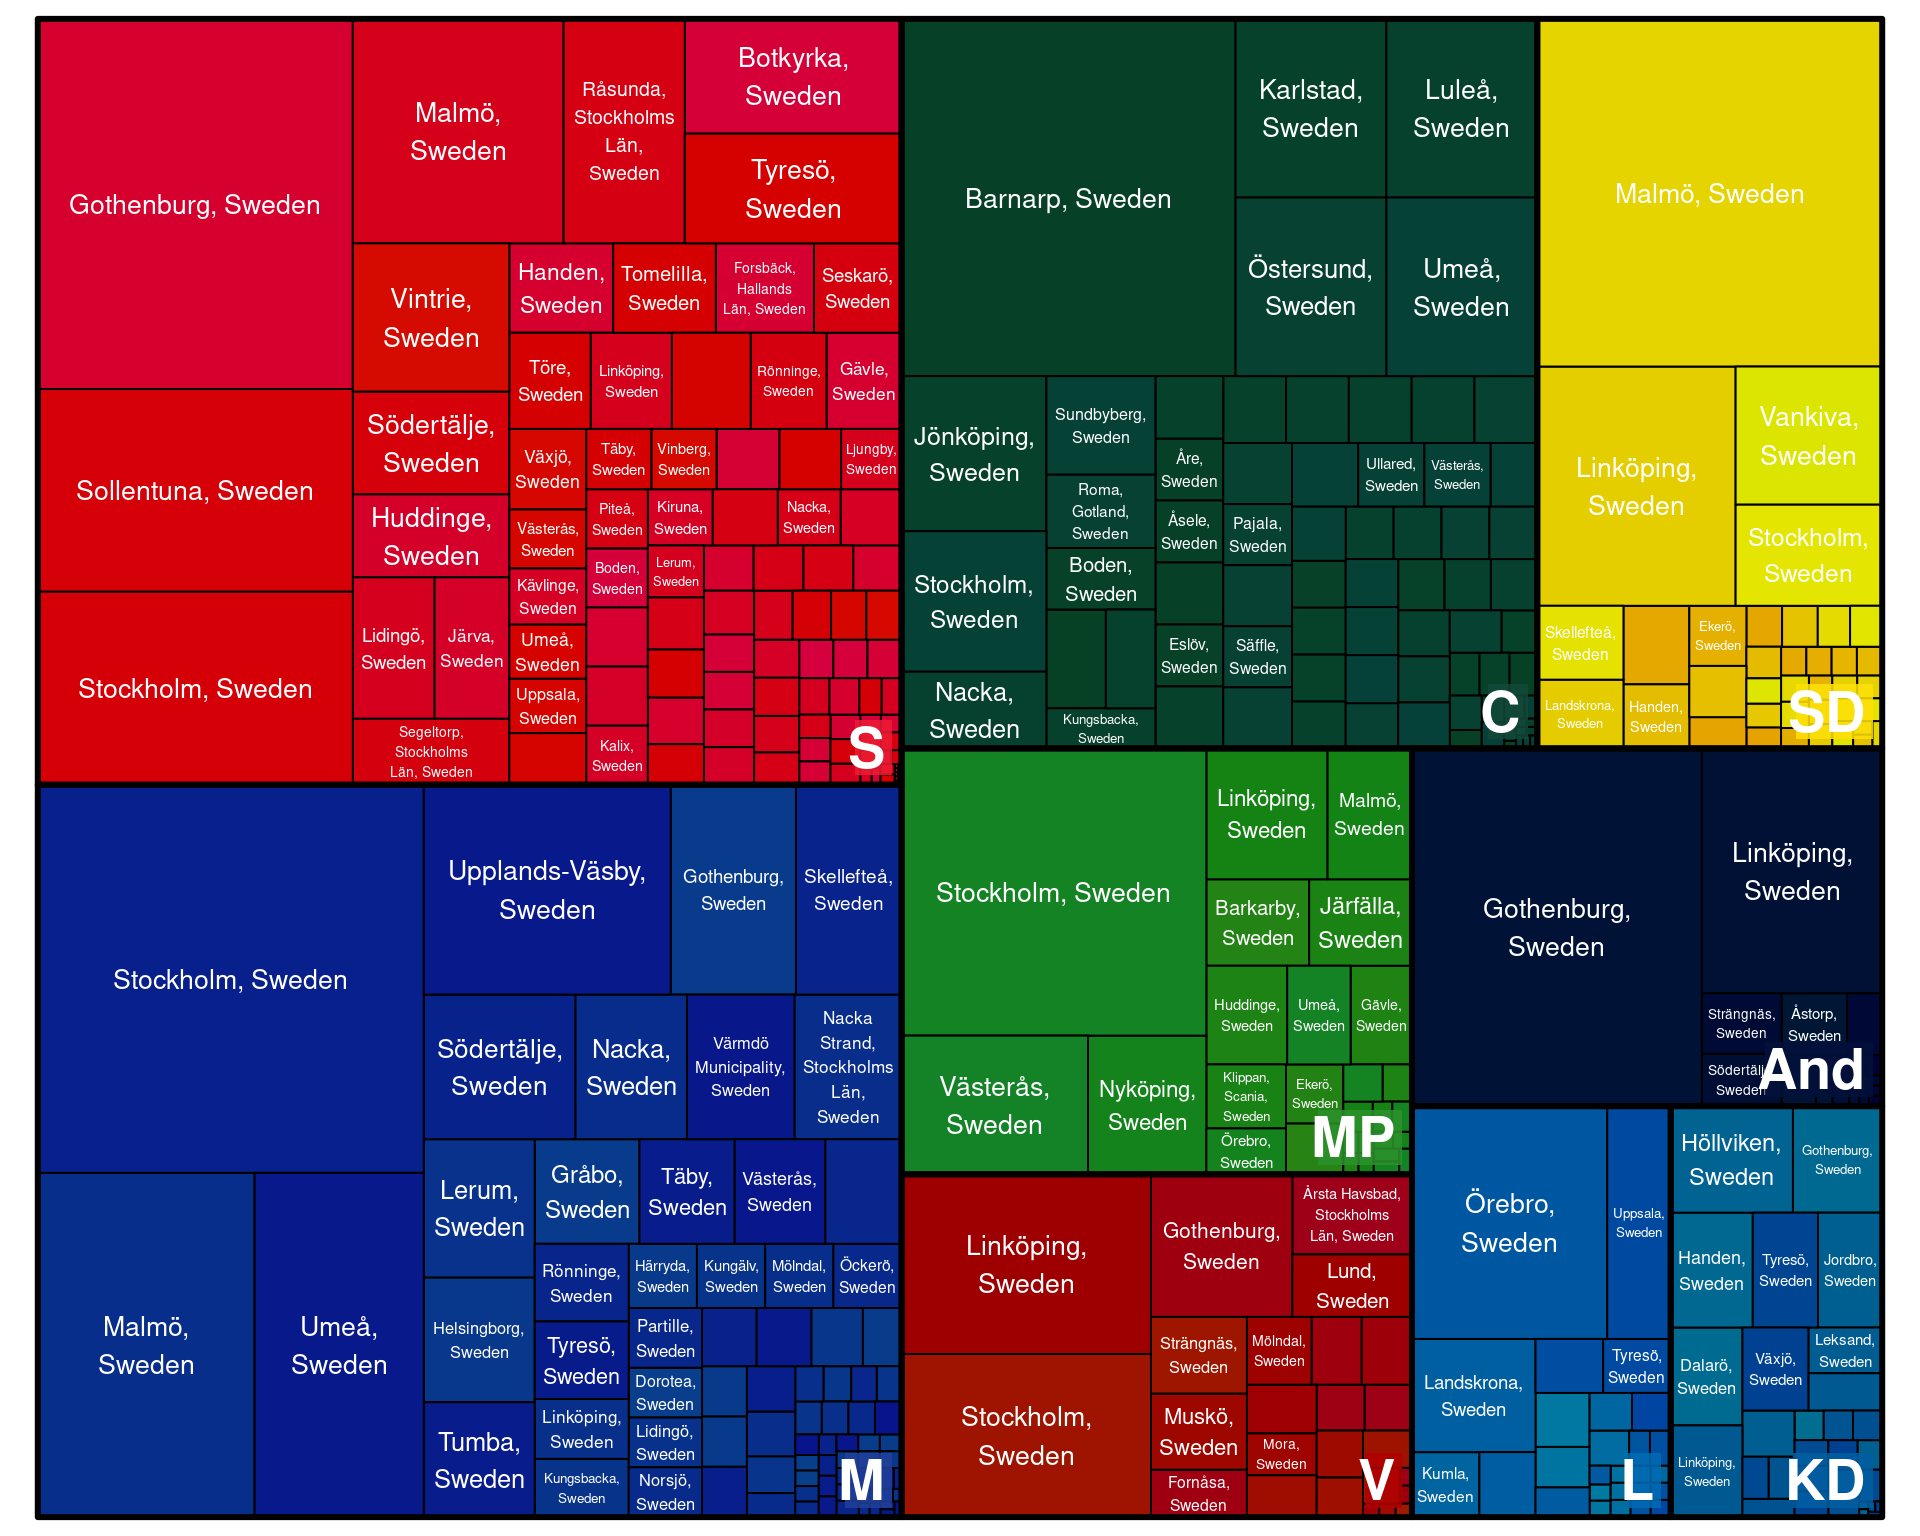 Gothenburg, Sweden
Sollentuna, Sweden
Stockholm, Sweden
Malmö,
Sweden
Råsunda,
Stockholms
Län,
Sweden
Botkyrka,
Sweden
Tyresö,
Sweden
Vintrie,
Sweden
Södertälje,
Sweden
Huddinge,
Sweden
Lidingö,
Sweden
Järva,
Sweden
Segeltorp,
Stockholms
Län, Sweden
Handen,
Sweden
Tomelilla,
Sweden
Forsbäck,
Hallands
Län, Sweden
Seskarö,
Sweden
Töre,
Sweden
Linköping,
Sweden
Rönninge,
Sweden
Gävle,
Sweden
Växjö,
Sweden
Täby,
Sweden
Vinberg,
Sweden
Ljungby,
Sweden
Västerås,
Sweden
Piteå,
Sweden
Kiruna,
Sweden
Nacka,
Sweden
Kävlinge,
Sweden
Boden,
Sweden
Lerum,
Sweden
Umeå,
Sweden
Uppsala,
Sweden
Kalix,
Sweden
S
Barnarp, Sweden
Karlstad,
Sweden
Luleå,
Sweden
Östersund,
Sweden
Umeå,
Sweden
Jönköping,
Sweden
Stockholm,
Sweden
Nacka,
Sweden
Sundbyberg,
Sweden
Roma,
Gotland,
Sweden
Boden,
Sweden
Kungsbacka,
Sweden
Åre,
Sweden
Åsele,
Sweden
Eslöv,
Sweden
Pajala,
Sweden
Säffle,
Sweden
Ullared,
Sweden
Västerås,
Sweden
C
Malmö, Sweden
Linköping,
Sweden
Vankiva,
Sweden
Stockholm,
Sweden
Skellefteå,
Sweden
Landskrona,
Sweden
Handen,
Sweden
Ekerö,
Sweden
SD
Stockholm, Sweden
Malmö,
Sweden
Umeå,
Sweden
Upplands-Väsby,
Sweden
Gothenburg,
Sweden
Skellefteå,
Sweden
Södertälje,
Sweden
Nacka,
Sweden
Värmdö
Municipality,
Sweden
Nacka
Strand,
Stockholms
Län,
Sweden
Lerum,
Sweden
Helsingborg,
Sweden
Tumba,
Sweden
Gråbo,
Sweden
Täby,
Sweden
Västerås,
Sweden
Rönninge,
Sweden
Tyresö,
Sweden
Linköping,
Sweden
Kungsbacka,
Sweden
Härryda,
Sweden
Kungälv,
Sweden
Mölndal,
Sweden
Öckerö,
Sweden
Partille,
Sweden
Dorotea,
Sweden
Lidingö,
Sweden
Norsjö,
Sweden
M
Stockholm, Sweden
Västerås,
Sweden
Nyköping,
Sweden
Linköping,
Sweden
Malmö,
Sweden
Barkarby,
Sweden
Järfälla,
Sweden
Huddinge,
Sweden
Umeå,
Sweden
Gävle,
Sweden
Klippan,
Scania,
Sweden
Ekerö,
Sweden
Örebro,
Sweden
MP
Gothenburg,
Sweden
Linköping,
Sweden
Strängnäs,
Sweden
Åstorp,
Sweden
Sweden
And
Linköping,
Sweden
Stockholm,
Sweden
Gothenburg,
Sweden
Årsta Havsbad,
Stockholms
Län, Sweden
Lund,
Sweden
Strängnäs,
Sweden
Mölndal,
Sweden
Muskö,
Sweden
Mora,
Sweden
Fornåsa,
Sweden
V
Örebro,
Sweden
Uppsala,
Sweden
Landskrona,
Sweden
Tyresö,
Sweden
Kumla,
Sweden
L
Höllviken,
Sweden
Gothenburg,
Sweden
Handen,
Sweden
Tyresö,
Sweden
Jordbro,
Sweden
Dalarö,
Sweden
Växjö,
Sweden
Leksand,
Sweden
Linköping,
Sweden
KD